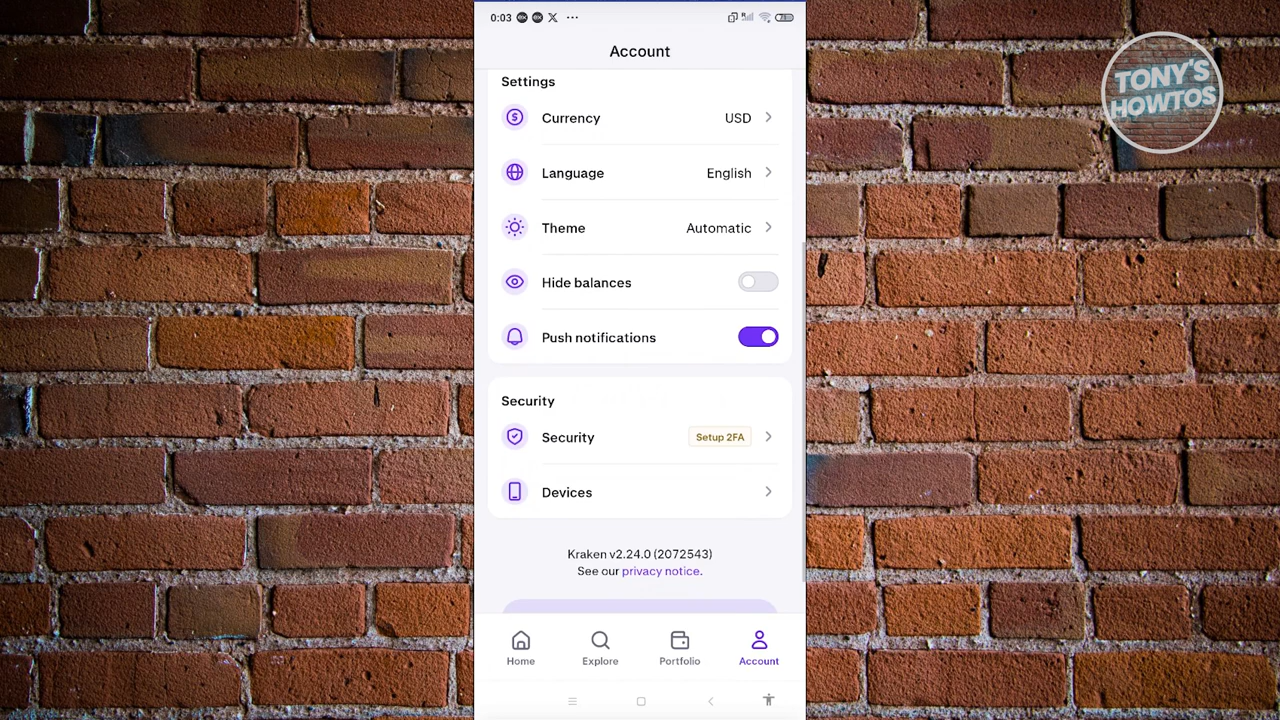 0:03
Account
TONY'S
HOWTOS
Settings
Currency USD
Language English
Theme Automatic
Hide balances
Push notifications
Security
Security Setup 2FA
Devices
Kraken v2.24.0 (2072543)
See our privacy notice.
Home Explore Portfolio Account